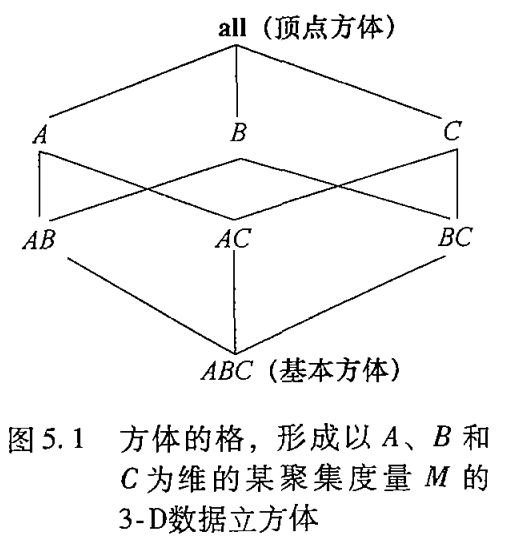 all (顶点方体)
A B C
AB AC BC
ABC (基本方体)
图 5.1 方体的格，形成以 A、B 和
C 为维的某聚集度量 M 的
3-D数据立方体